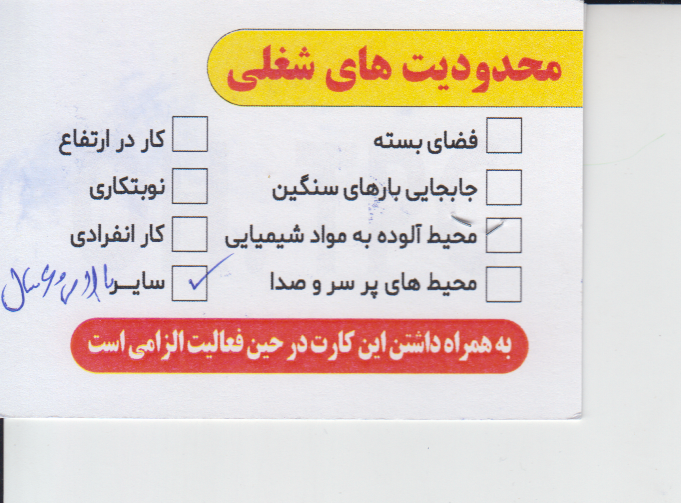 محدودیت های شغلی
فضای بسته
کار در ارتفاع
جابجایی بارهای سنگین
نوبتکاری
محیط آلوده به مواد شیمیایی
کار انفرادی
محیط های پر سر و صدا
سایر
به همراه داشتن این کارت در حین فعالیت الزامی است